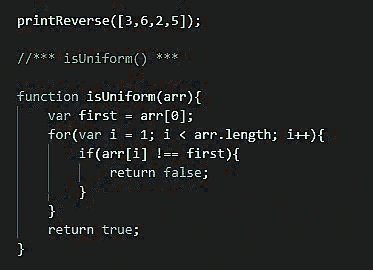 printReverse([3,6,2,5]);
//*** isUniform() ***
function isUniform(arr){
var first = arr[0];
for(var i = 1; i < arr.length; i++){
if(arr[i] !== first){
return false;
}
}
return true;
}